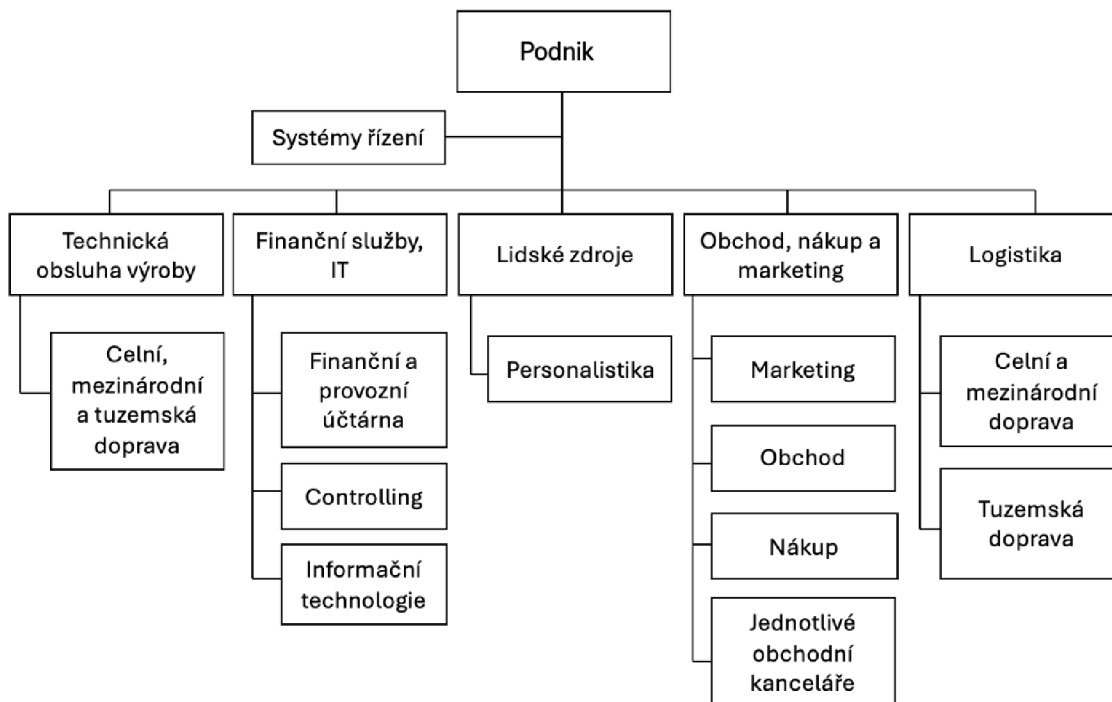 Podnik
Systémy řízení
Technická
obsluha výroby
Finanční služby,
IT
Lidské zdroje
Obchod, nákup a
marketing
Logistika
Celní,
mezinárodní
a tuzemská
doprava
Finanční a
provozní
účtárna
Controlling
Informační
technologie
Personalistika
Marketing
Obchod
Nákup
Jednotlivé
obchodní
kanceláře
Celní a
mezinárodní
doprava
Tuzemská
doprava